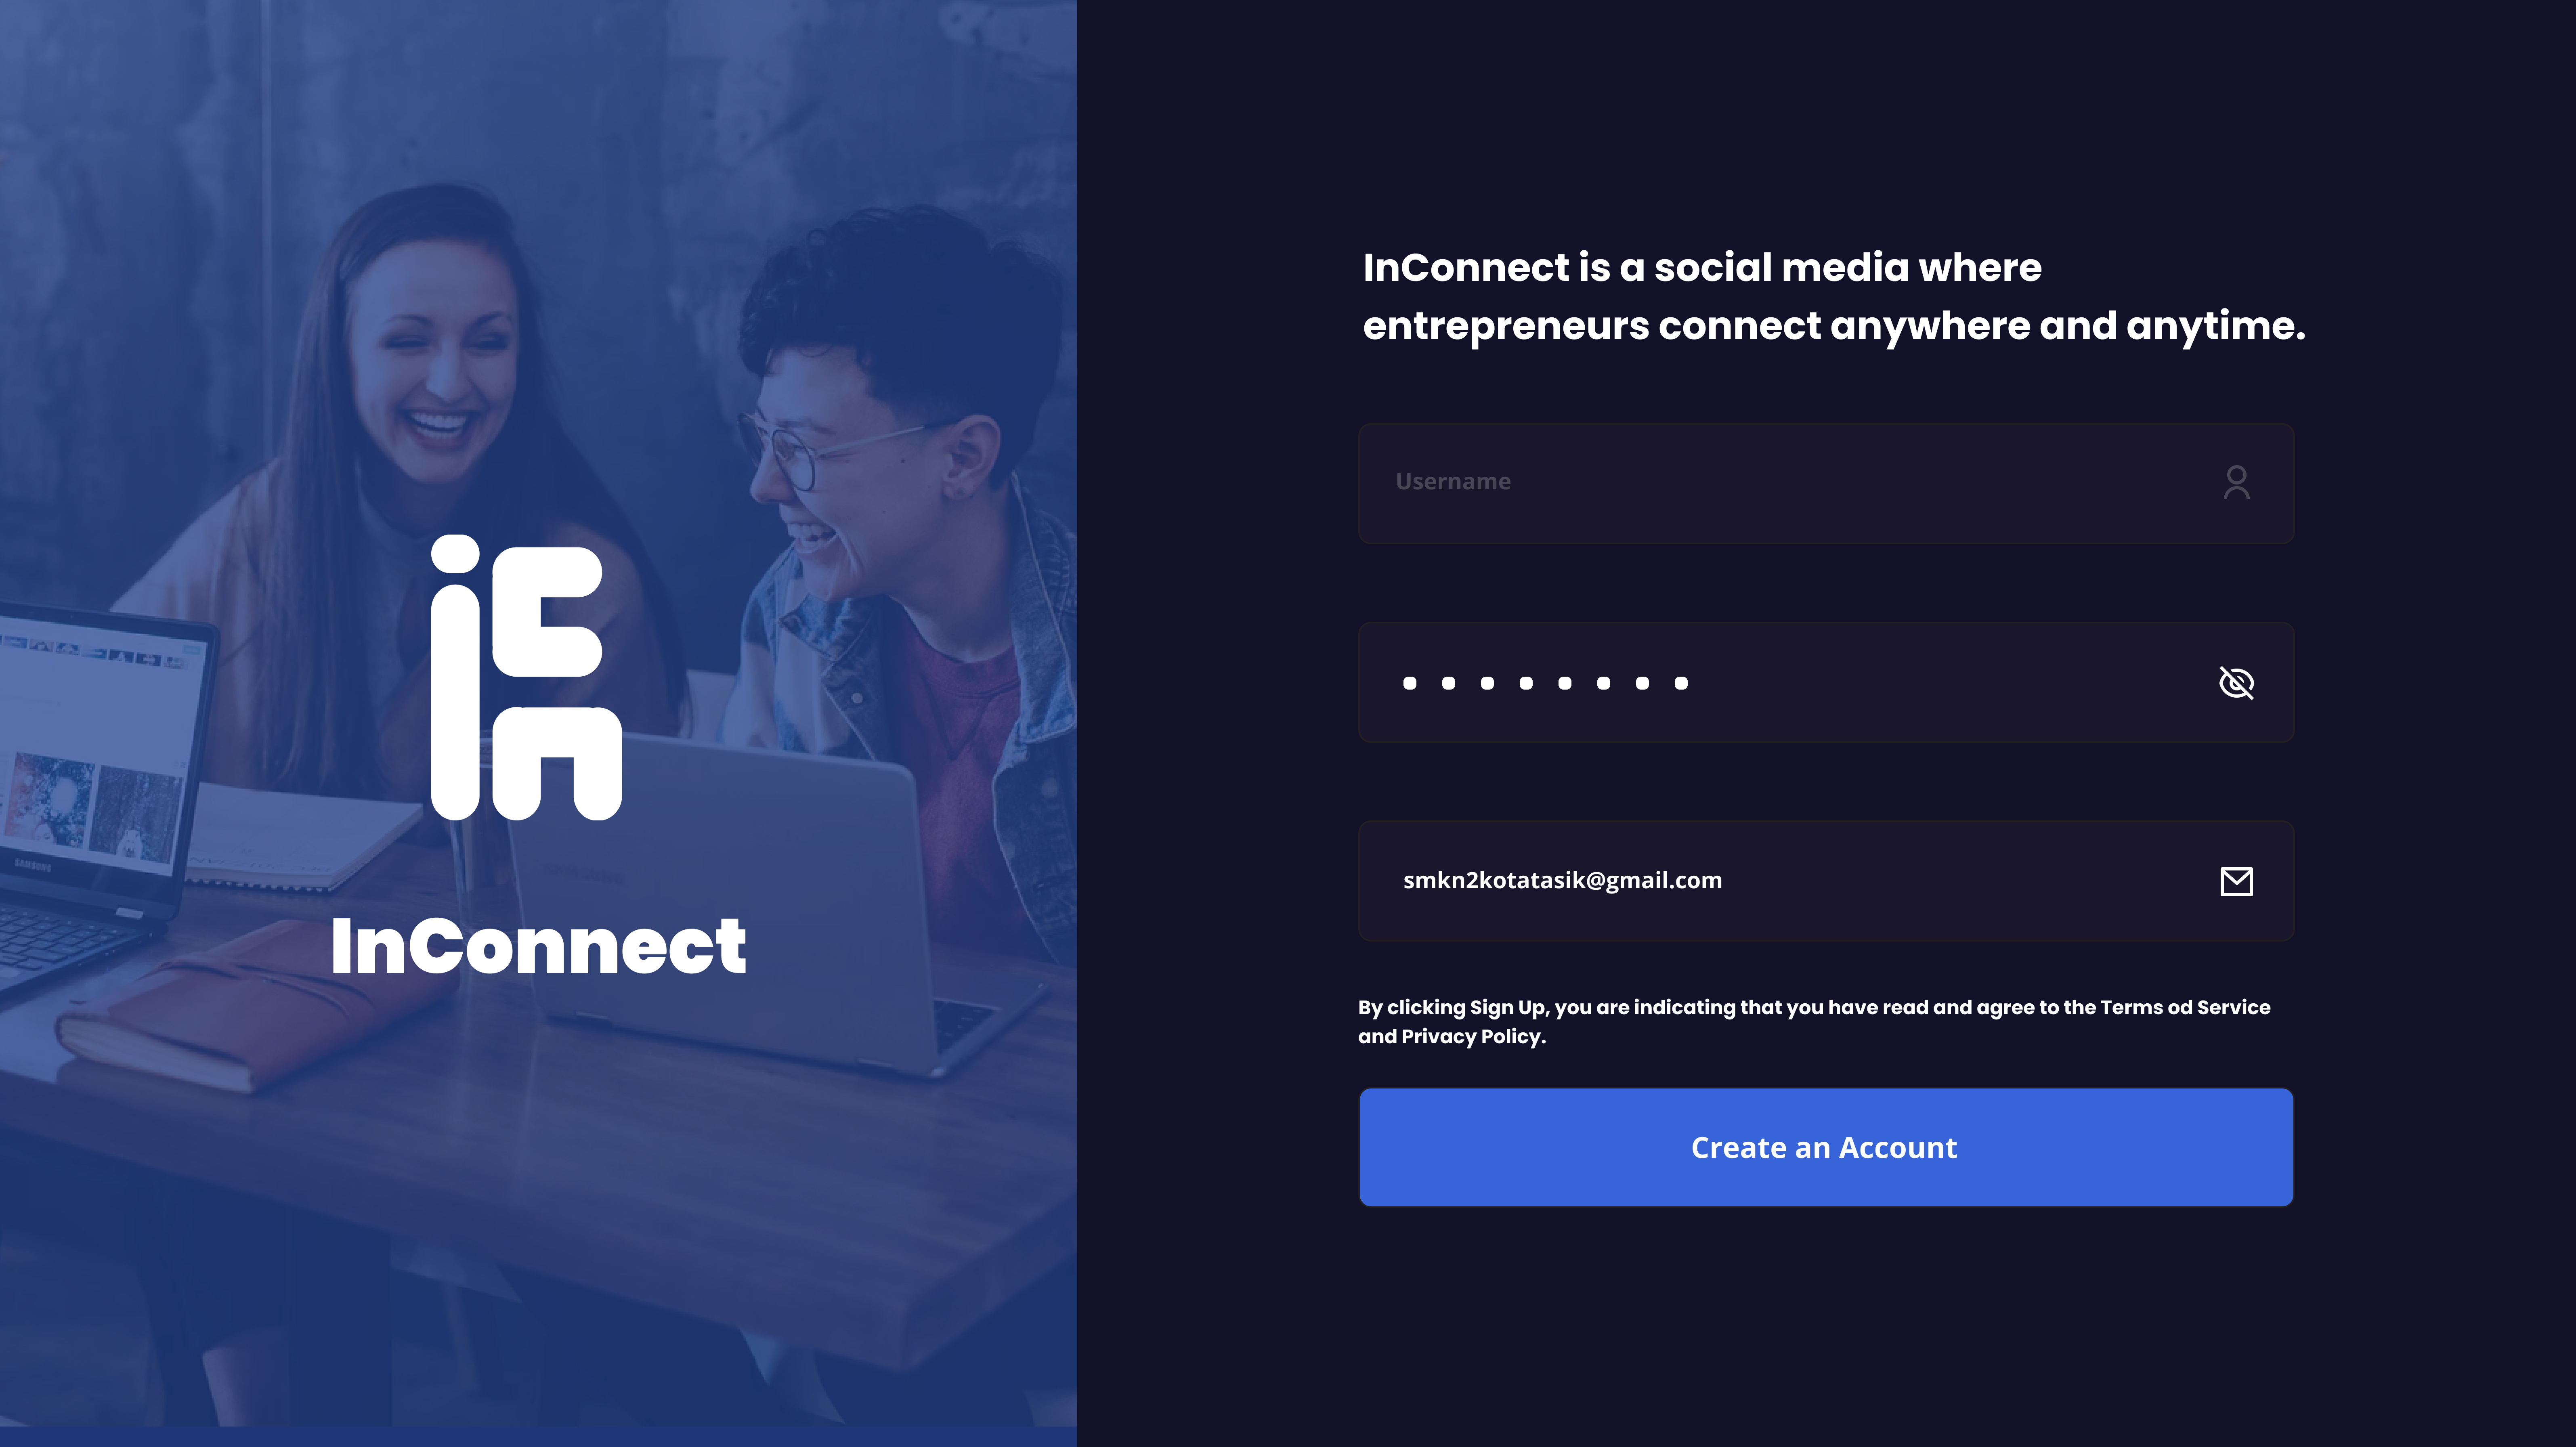 InConnect is a social media where
entrepreneurs connect anywhere and anytime.
Username
smkn2kotatasik@gmail.com
By clicking Sign Up, you are indicating that you have read and agree to the Terms od Service
and Privacy Policy.
Create an Account
InConnect
SAMSUNG